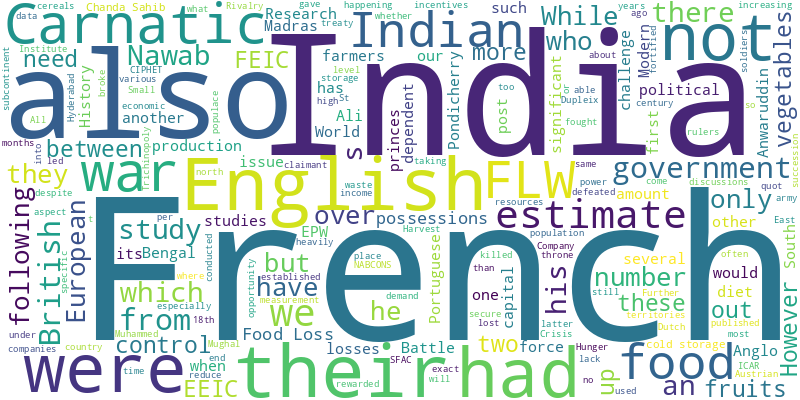 India
French
also
English
their
had
were
not
war
Carnatic
Indian
FLW
food
estimate
government
we
which
from
study
Nawab
British
European
following
they
While
there
who
need
FEIC
has
Ali
World
Research
Madras
farmers
more
such
Modern
challenge
vegetables
Anwaruddin
political
significant
post
Pondicherry
dependent
princes
first
History
between
another
production
issue
s
over
possessions
only
amount
other
number
these
out
would
diet
However
South
several
Anglo
fruits
an
up
his
one
capital
two
force
Battle
losses
Food Loss
have
but
he
EPW
studies
its
Bengal
control
EEIC
when
Portuguese
Chanda Sahib
cereals
Rivalry
what
gave
Treaty
happening
whether
incentives
years
ago
increasing
data
Institute
Small
CIPHET
various
economic
broke
Hyderabad
subcontinent
populace
level
storage
high
St
about
our
able
or
Dupleix
too
century
used
fortified
soldiers
rulers
so
succession
fought
taking
claimant
north
same
defeated
power
come
discussions
quot
army
income
waste
heavily
resources
despite
aspect
t
per
specific
conducted
where
opportunity
established
measurement
place
NABCONS
killed
population
Company
throne
than
often
East
Harvest
demand
secure
lost
latter
Crisis
still
Further
territories
Dutch
published
most
cold storage
ICAR
Austrian
under
Muhammed
especially
18th
Mughal
companies
country
time
end
reduce
rewarded
SFAC
exact
will
Hunger
lack
no
into
led
months
Trichinopoly